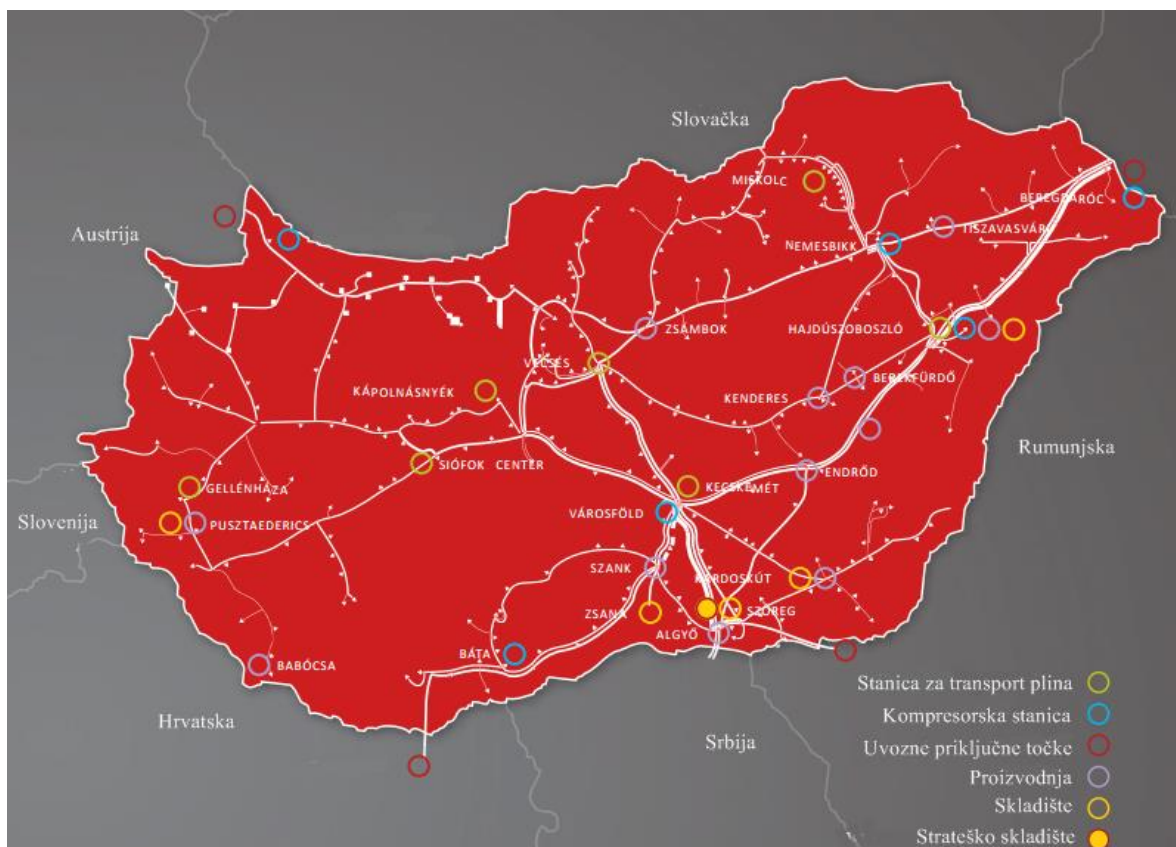 Slovačka
MISKOLC
BEREGDARÓC
Austrija
TISZAVASVÁRI
NEMESBIKK
ZSÁMBOK
HAJDÚSZOBOSZLÓ
VECSÉS
BEREKFÜRDŐ
KÁPOLNÁSNYÉK
KENDERES
Rumunjska
SIÓFOK CENTER
ENDRŐD
GELLÉNHÁZA
KECSKEMÉT
Slovenija
PUSZTAEDERICS
VÁROSFÖLD
SZANK
KARDOSKÚT
ZSANA
SZŐREG
ALGYŐ
BÁTA
BABÓCSA
Hrvatska
Srbija
Stanica za transport plina
Kompresorska stanica
Uvozne priključne točke
Proizvodnja
Skladište
Strateško skladište